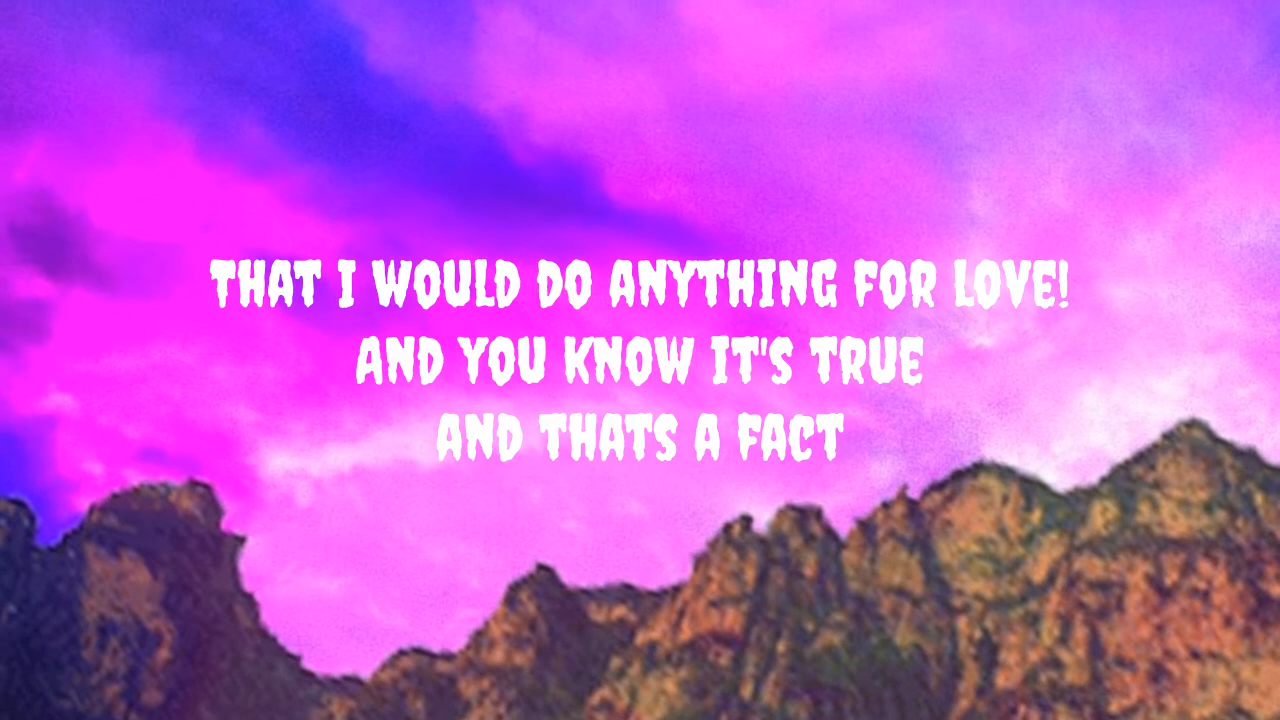 THAT I WOULD DO ANYTHING FOR LOVE!
AND YOU KNOW IT'S TRUE
AND THATS A FACT